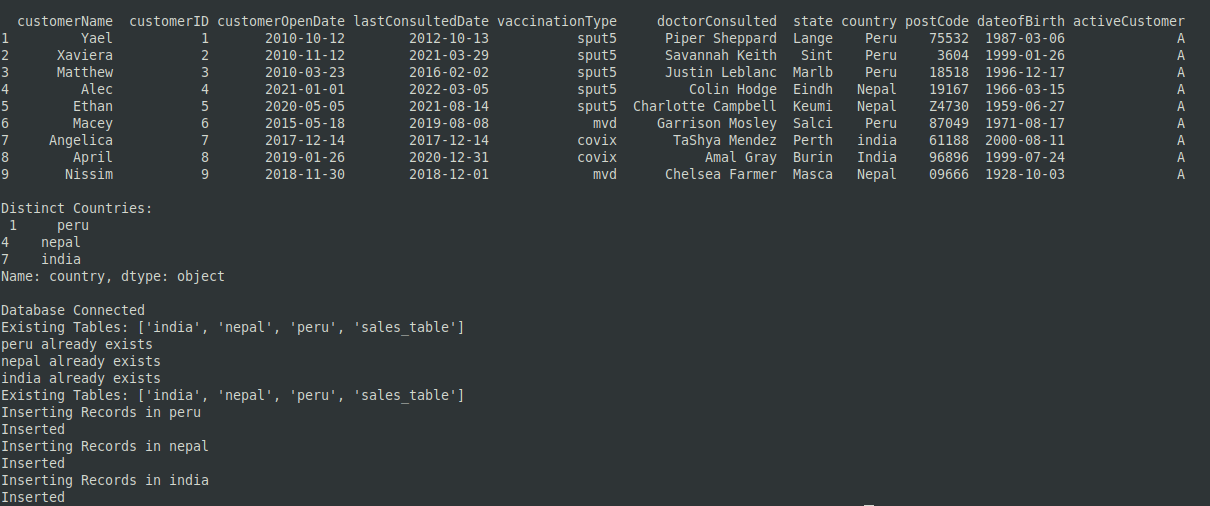 customerName customerID customerOpenDate lastConsultedDate vaccinationType doctorConsulted state country postCode dateofBirth activeCustomer
1 Yael 1 2010-10-12 2012-10-13 sput5 Piper Sheppard Lange Peru 75532 1987-03-06 A
2 Xaviera 2 2010-11-12 2021-03-29 sput5 Savannah Keith Sint Peru 3604 1999-01-26 A
3 Matthew 3 2010-03-23 2016-02-02 sput5 Justin Leblanc Marlb Peru 18518 1996-12-17 A
4 Alec 4 2021-01-01 2022-03-05 sput5 Colin Hodge Eindh Nepal 19167 1966-03-15 A
5 Ethan 5 2020-05-05 2021-08-14 sput5 Charlotte Campbell Keumi Nepal Z4730 1959-06-27 A
6 Macey 6 2015-05-18 2019-08-08 mvd Garrison Mosley Salci Peru 87049 1971-08-17 A
7 Angelica 7 2017-12-14 2017-12-14 covix TaShya Mendez Perth india 61188 2000-08-11 A
8 April 8 2019-01-26 2020-12-31 covix Amal Gray Burin India 96896 1999-07-24 A
9 Nissim 9 2018-11-30 2018-12-01 mvd Chelsea Farmer Masca Nepal 09666 1928-10-03 A
Distinct Countries:
1 peru
4 nepal
7 india
Name: country, dtype: object
Database Connected
Existing Tables: ['india', 'nepal', 'peru', 'sales_table']
peru already exists
nepal already exists
india already exists
Existing Tables: ['india', 'nepal', 'peru', 'sales_table']
Inserting Records in peru
Inserted
Inserting Records in nepal
Inserted
Inserting Records in india
Inserted